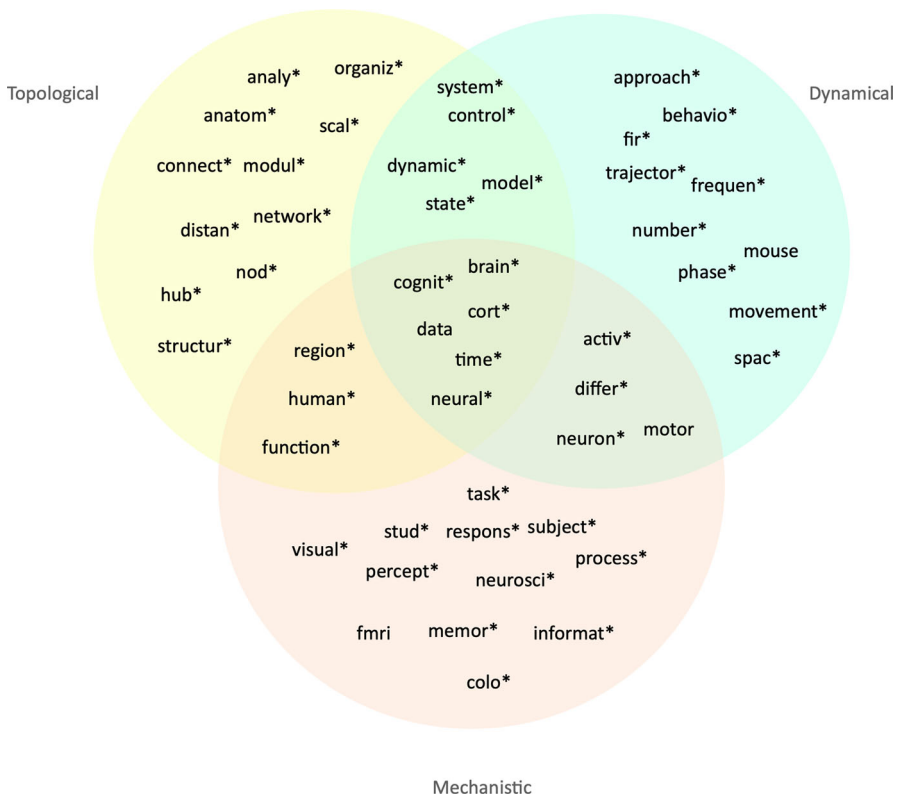 Topological
Dynamical
analy*
organiz*
anatom*
scal*
connect*
modul*
distan*
network*
nod*
hub*
structur*
system*
control*
dynamic*
model*
state*
approach*
behavio*
fir*
trajector*
frequen*
number*
mouse
phase*
movement*
spac*
brain*
cognit*
cort*
data
time*
neural*
region*
human*
function*
activ*
differ*
neuron*
motor
task*
stud*
respons*
subject*
visual*
process*
percept*
neurosci*
fmri
memor*
informat*
colo*
Mechanistic